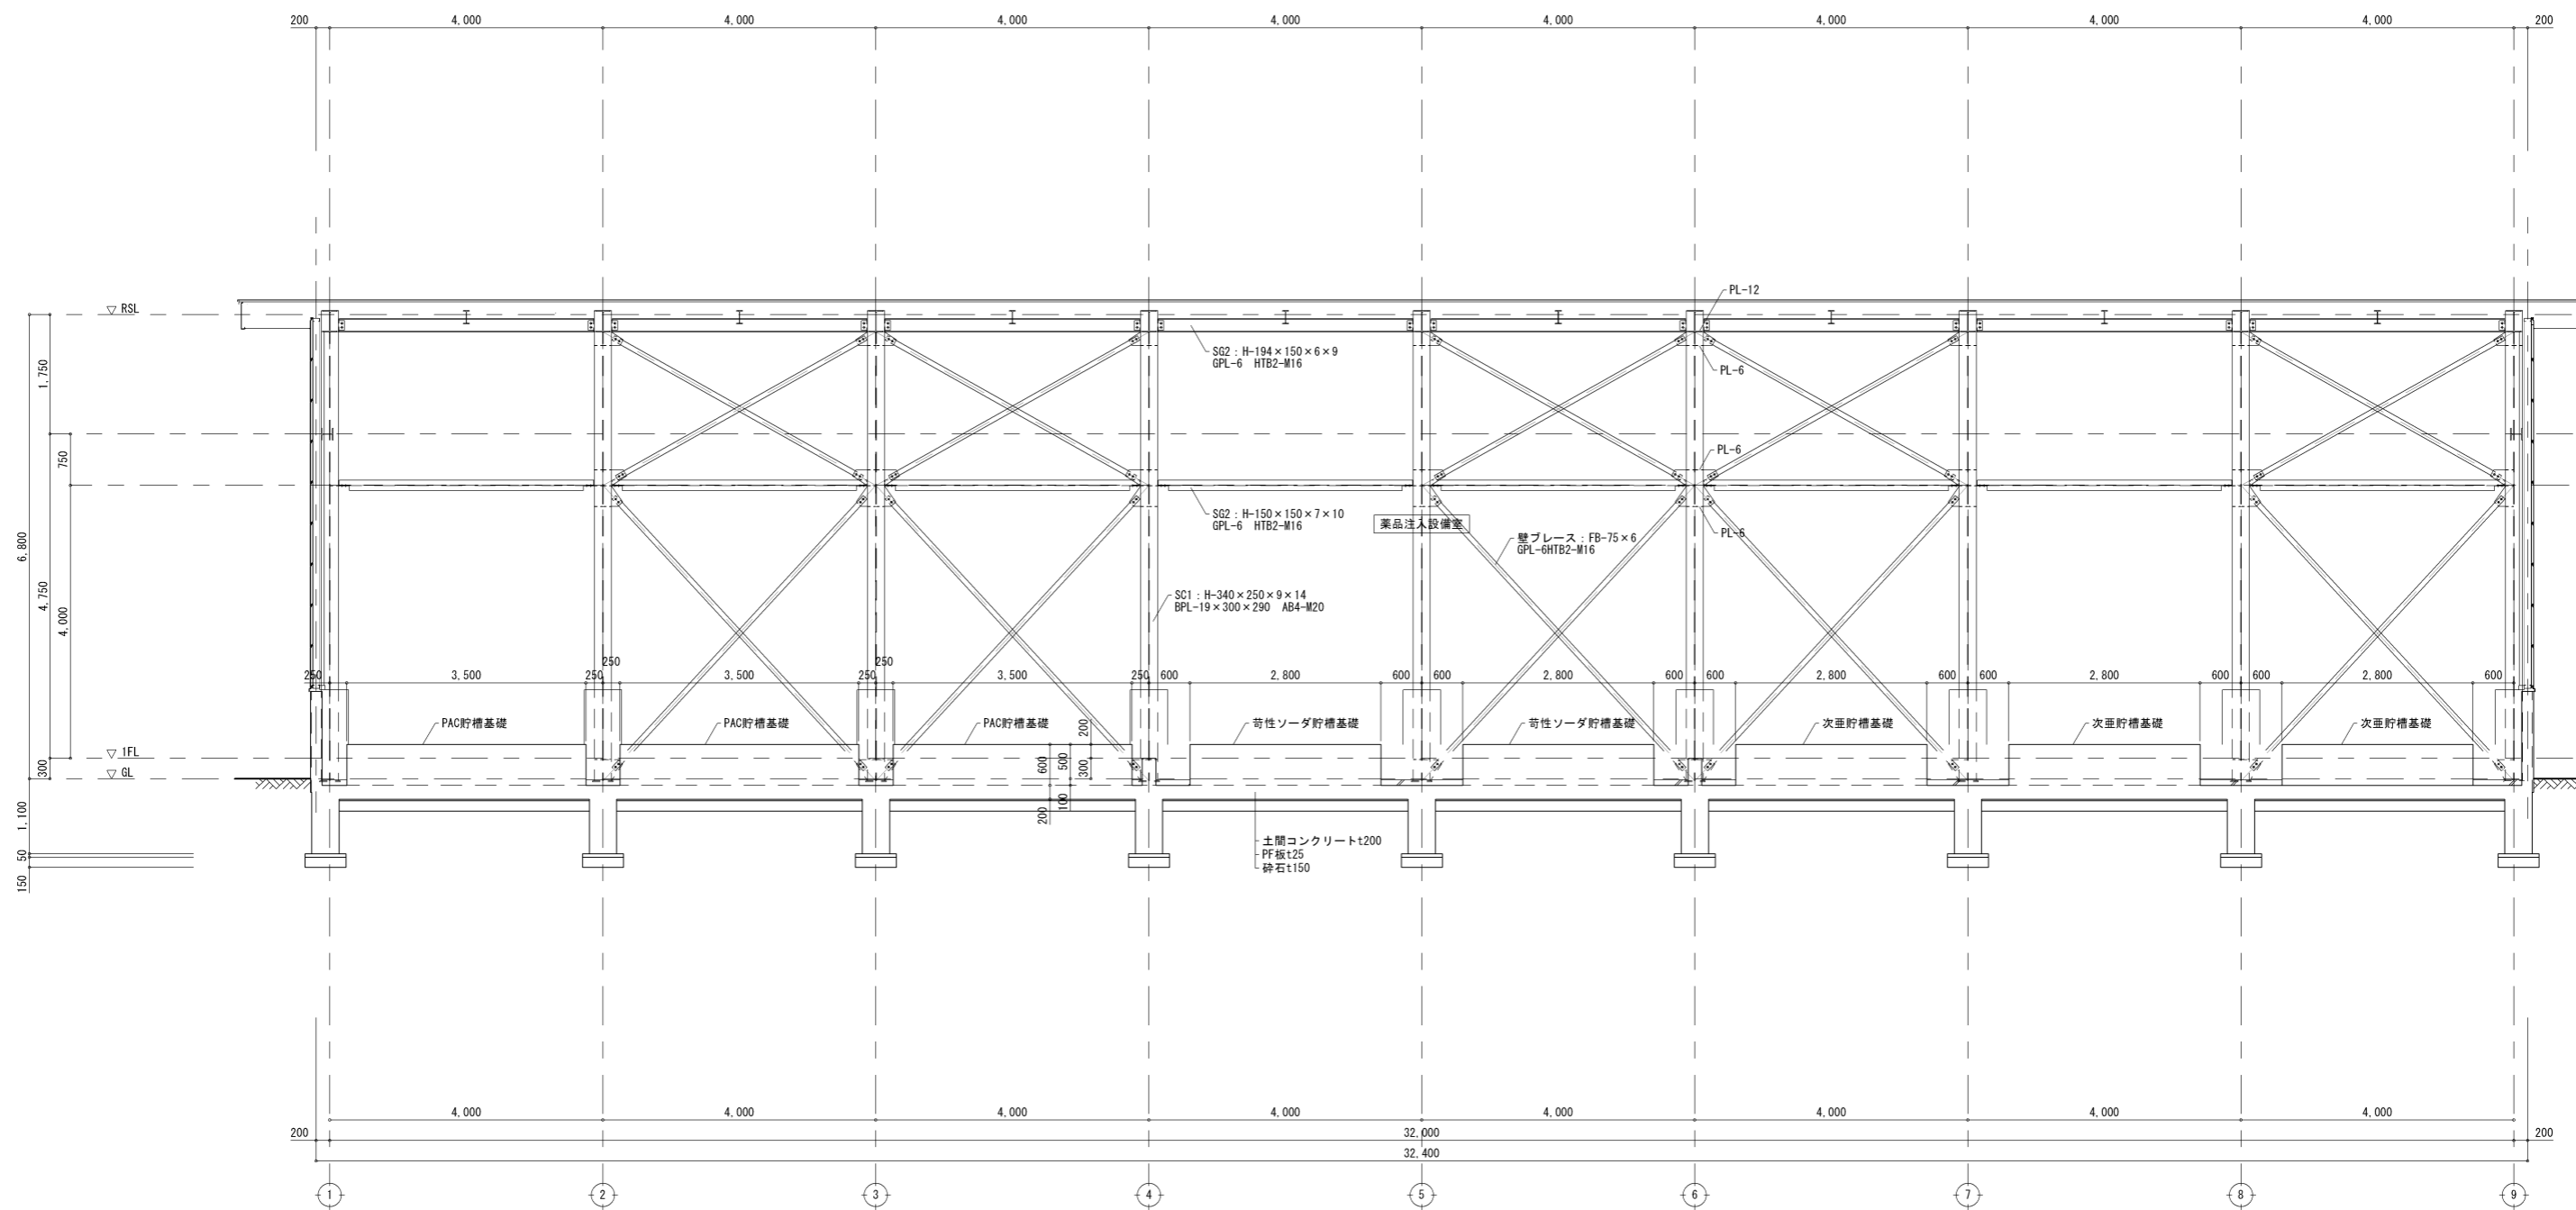 200 4,000 4,000 4,000 4,000 4,000 4,000 4,000 4,000 200
RSL
PL-12
SG2：H-194×150×6×9
GPL-6 HTB2-M16
PL-6
1,750
750
PL-6
SG2：H-150×150×7×10
GPL-6 HTB2-M16
薬品注入設備室
PL-6
壁ブレース：FB-75×6
GPL-6HTB2-M16
6,800
4,750
4,000
SC1：H-340×250×9×14
BPL-19×300×290 AB4-M20
250 3,500 250 250 3,500 250 250 3,500 250 600 2,800 600 600 2,800 600 600 2,800 600 600 2,800 600 600 2,800 600
PAC貯槽基礎 PAC貯槽基礎 PAC貯槽基礎 苛性ソーダ貯槽基礎 苛性ソーダ貯槽基礎 次亜貯槽基礎 次亜貯槽基礎 次亜貯槽基礎
200
1FL
600 500 300
300
GL
100
200
1,100
土間コンクリートt200
PF板t25
砕石t150
50
150
4,000 4,000 4,000 4,000 4,000 4,000 4,000 4,000
200 32,000 200
32,400
1 2 3 4 5 6 7 8 9